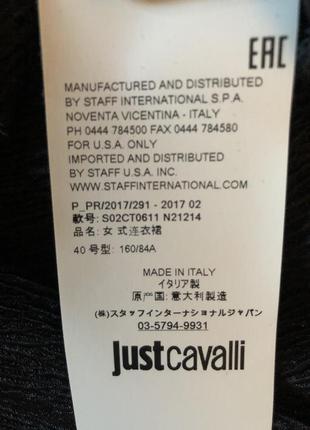 EAC
MANUFACTURED AND DISTRIBUTED
BY STAFF INTERNATIONAL S.P.A.
NOVENTA VICENTINA - ITALY
PH 0444 784500 FAX 0444 784580
FOR U.S.A. ONLY
IMPORTED AND DISTRIBUTED
BY STAFF U.S.A. INC.
WWW.STAFFINTERNATIONAL.COM
P_PR/2017/291 - 2017 02
款号: S02CT0611 N21214
品名: 女 式连衣裙
40 号型: 160/84A
MADE IN ITALY
イタリア製
原产国: 意大利製造
(株)スタッフインターナショナルジャパン
03-5794-9931
justcavalli